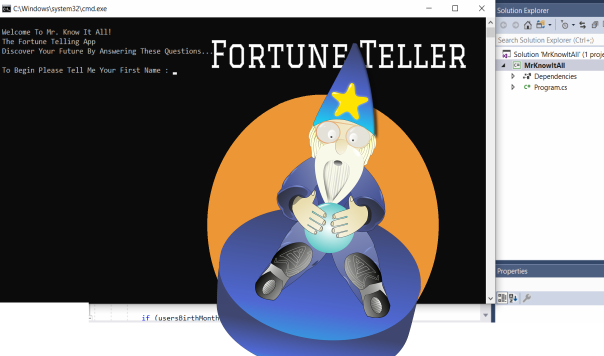 C:\Windows\system32\cmd.exe
Welcome To Mr. Know It All!
The Fortune Telling App
Discover Your Future By Answering These Questions...
To Begin Please Tell Me Your First Name :
FORTUNE TELLER
Solution Explorer
Search Solution Explorer (Ctrl+;)
Solution 'MrKnowItAll' (1 proje
MrKnowItAll
Dependencies
C# Program.cs
Properties
if (usersBirthMonth